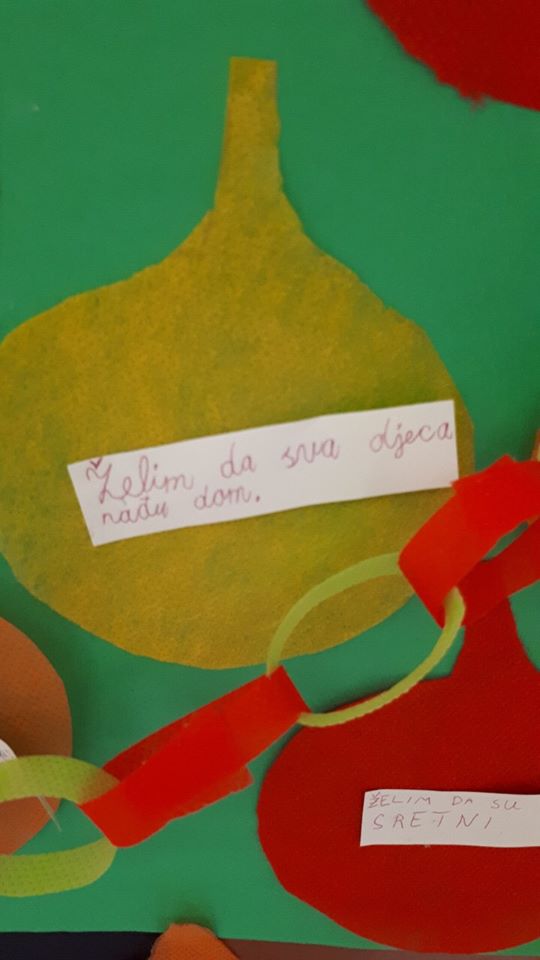 Želim da sva djeca
nađu dom.
ŽELIM DA SU
SRETNI